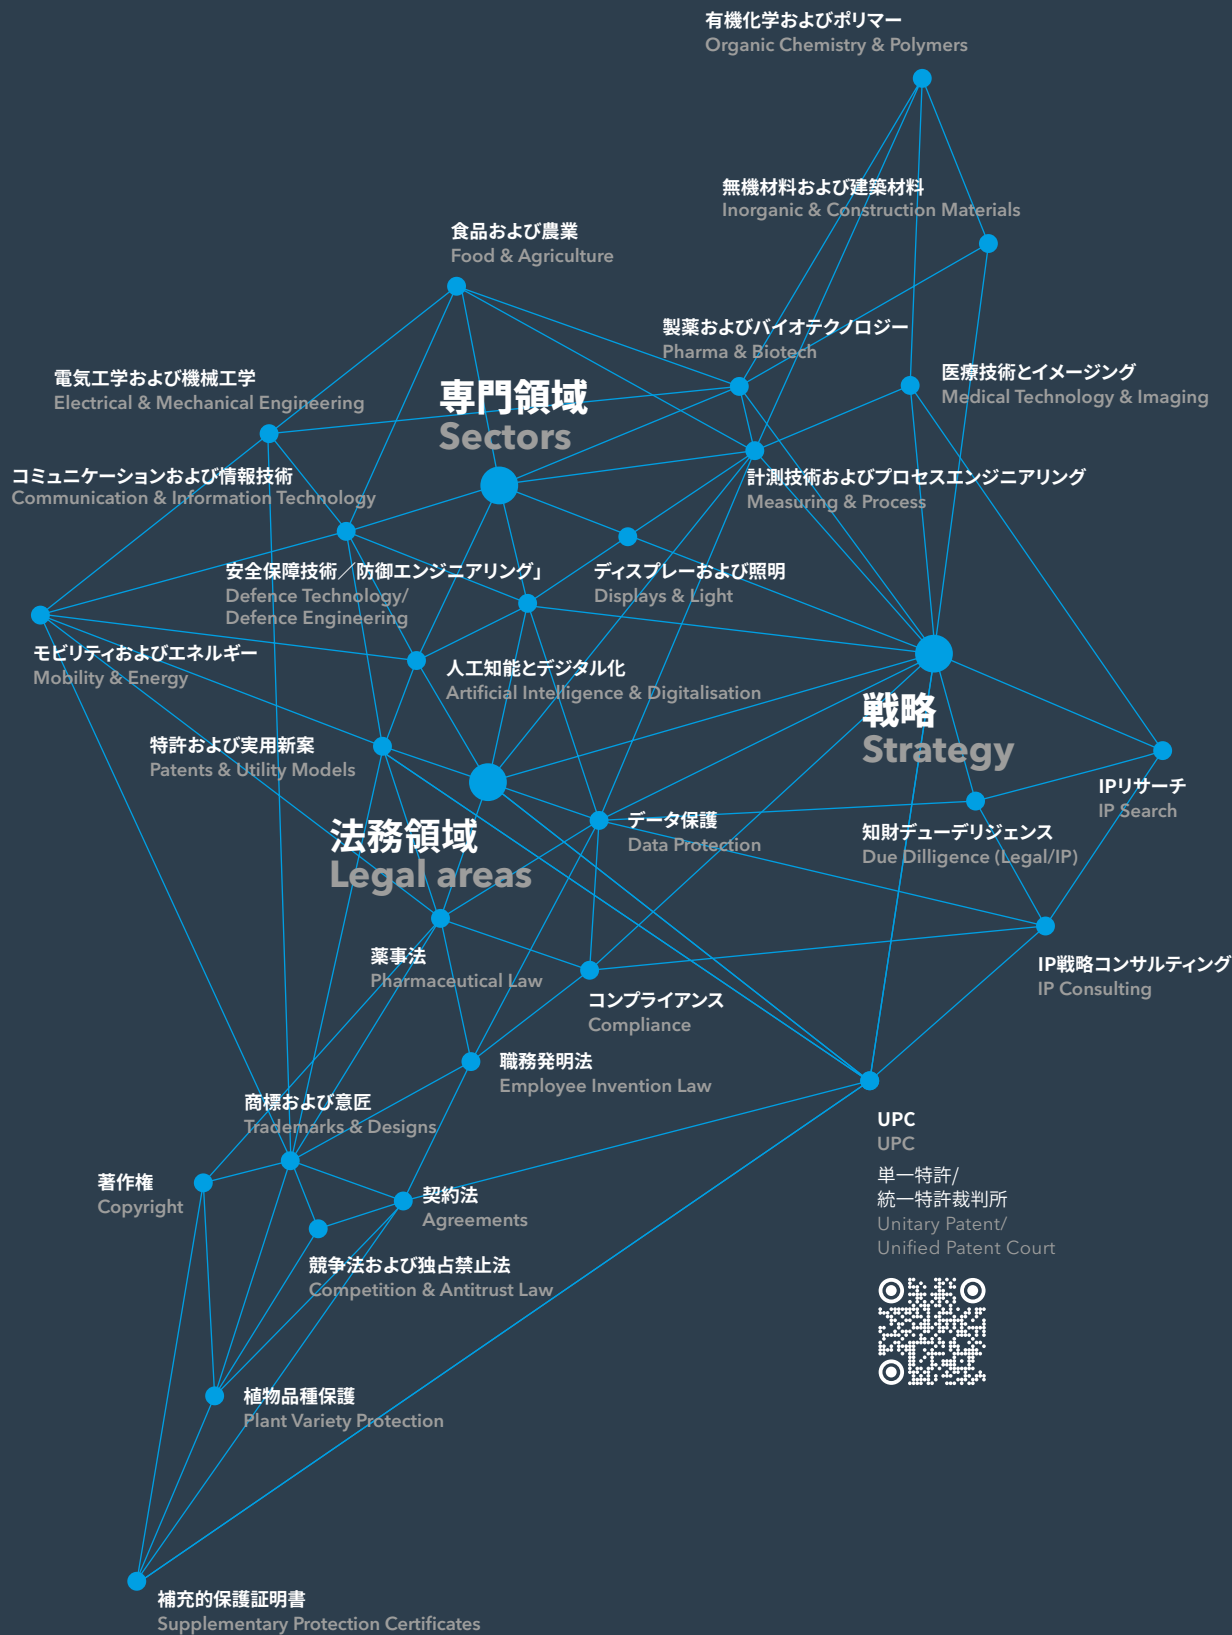 有機化学およびポリマー
Organic Chemistry & Polymers
無機材料および建築材料
Inorganic & Construction Materials
食品および農業
Food & Agriculture
製薬およびバイオテクノロジー
Pharma & Biotech
電気工学および機械工学
Electrical & Mechanical Engineering
専門領域
Sectors
医療技術とイメージング
Medical Technology & Imaging
コミュニケーションおよび情報技術
Communication & Information Technology
計測技術およびプロセスエンジニアリング
Measuring & Process
安全保障技術／防御エンジニアリング」
Defence Technology/
Defence Engineering
ディスプレーおよび照明
Displays & Light
モビリティおよびエネルギー
Mobility & Energy
人工知能とデジタル化
Artificial Intelligence & Digitalisation
戦略
Strategy
特許および実用新案
Patents & Utility Models
IPリサーチ
IP Search
法務領域
Legal areas
データ保護
Data Protection
知財デューデリジェンス
Due Dilligence (Legal/IP)
薬事法
Pharmaceutical Law
IP戦略コンサルティング
IP Consulting
コンプライアンス
Compliance
職務発明法
Employee Invention Law
商標および意匠
Trademarks & Designs
UPC
UPC
単一特許/
統一特許裁判所
Unitary Patent/
Unified Patent Court
著作権
Copyright
契約法
Agreements
競争法および独占禁止法
Competition & Antitrust Law
植物品種保護
Plant Variety Protection
補充的保護証明書
Supplementary Protection Certificates